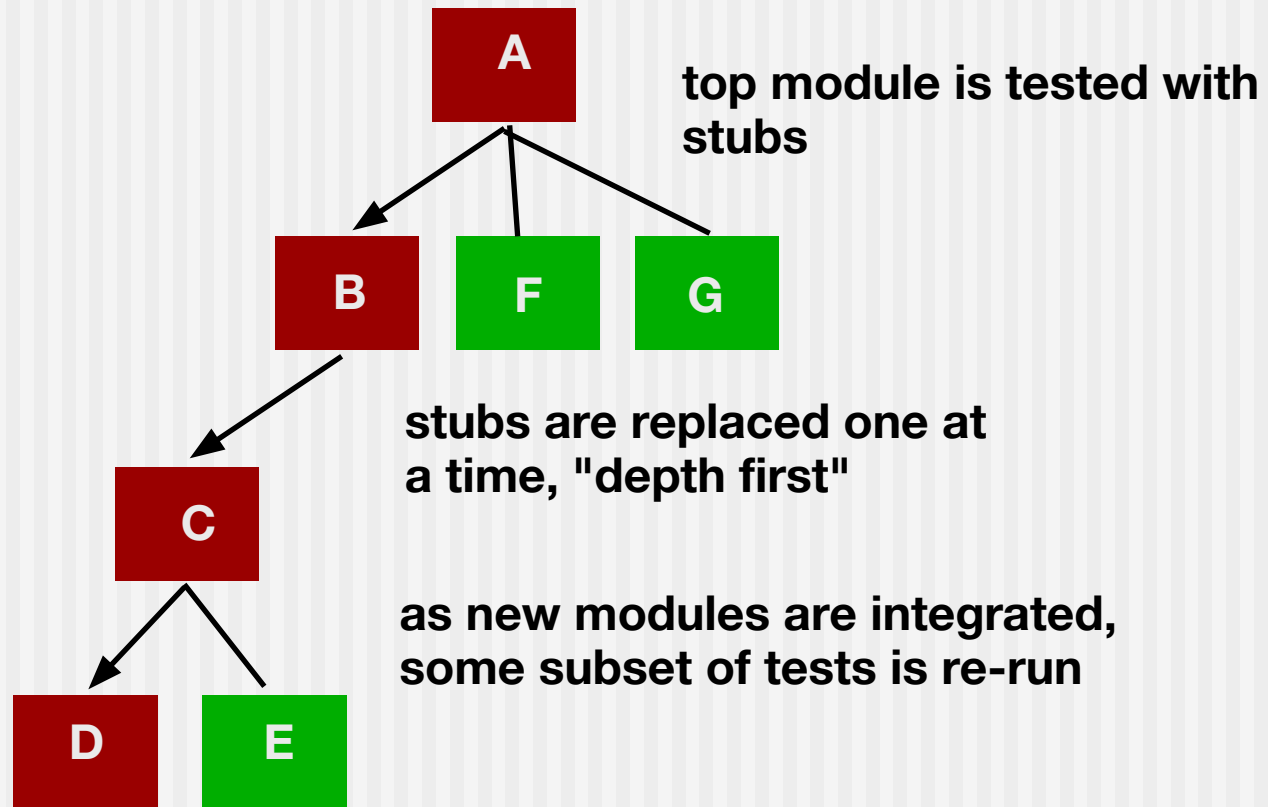 A
top module is tested with
stubs
B
F
G
stubs are replaced one at
a time, "depth first"
C
as new modules are integrated,
some subset of tests is re-run
D
E